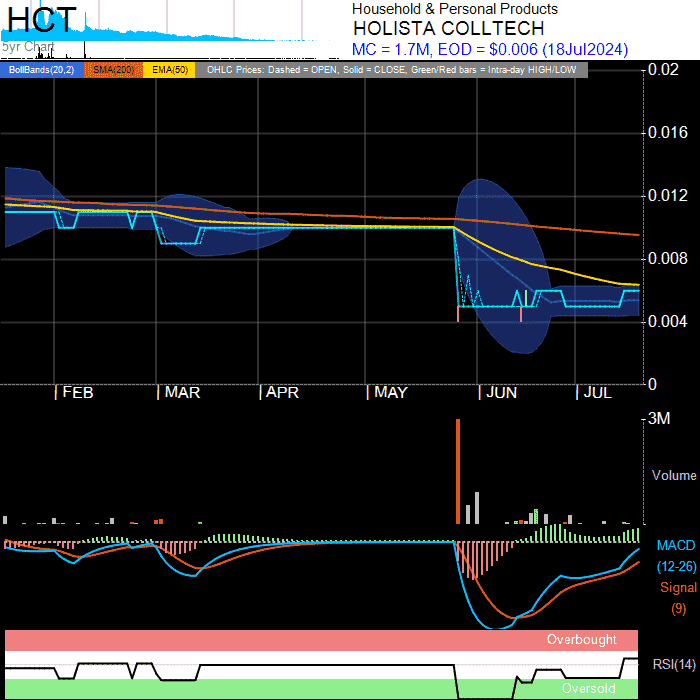 HCT
5yr Chart
Household & Personal Products
HOLISTA COLLTECH
MC = 1.7M, EOD = $0.006 (18Jul2024)
BollBands(20,2) SMA(200) EMA(50) OHLC Prices: Dashed = OPEN, Solid = CLOSE, Green/Red bars = Intra-day HIGH/LOW
0.02
0.016
0.012
0.008
0.004
0
FEB MAR APR MAY JUN JUL
3M
Volume
MACD
(12-26)
Signal
(9)
Overbought
RSI(14)
Oversold